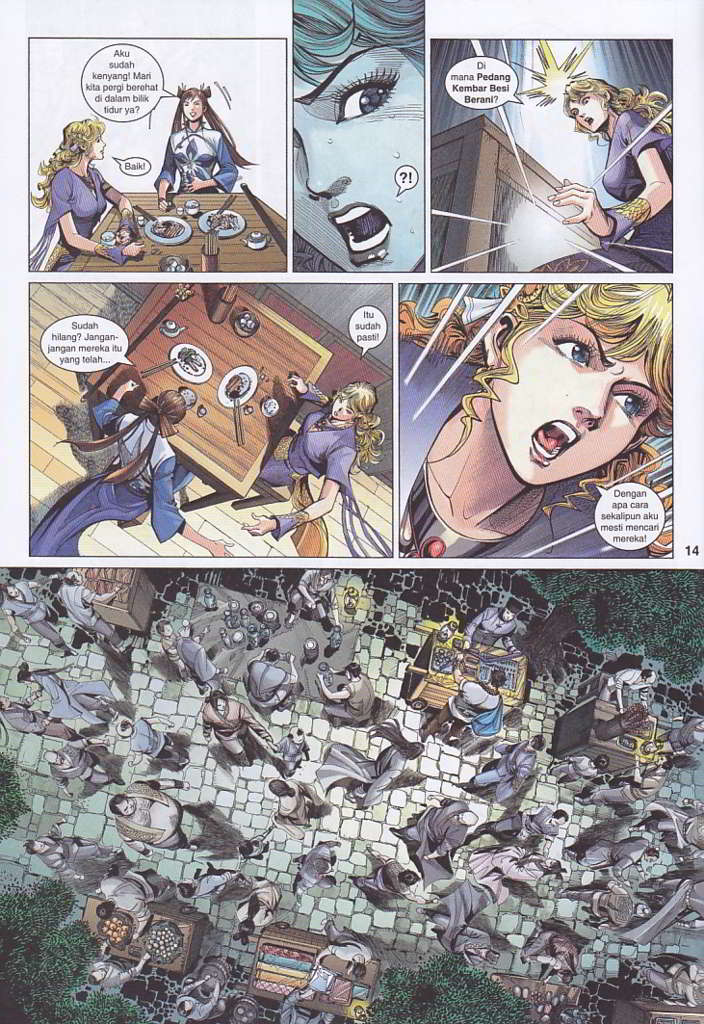 Aku
sudah
kenyang! Mari
kita pergi berehat
di dalam bilik
tidur ya?
Baik!
?!
Di
mana Pedang
Kembar Besi
Berani?
Sudah
hilang? Jangan-
jangan mereka itu
yang telah...
Itu
sudah
pasti!
Dengan
apa cara
sekalipun aku
mesti mencari
mereka!
14